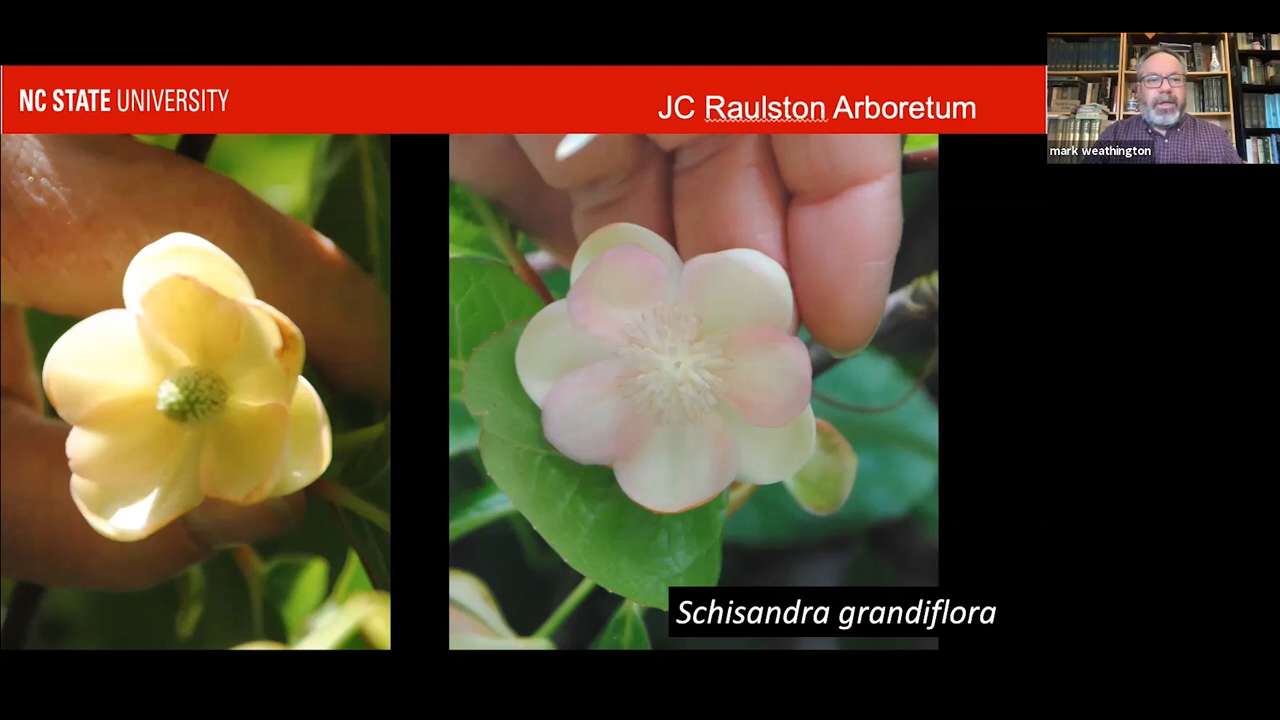 NC STATE UNIVERSITY
JC Raulston Arboretum
mark weathington
Schisandra grandiflora